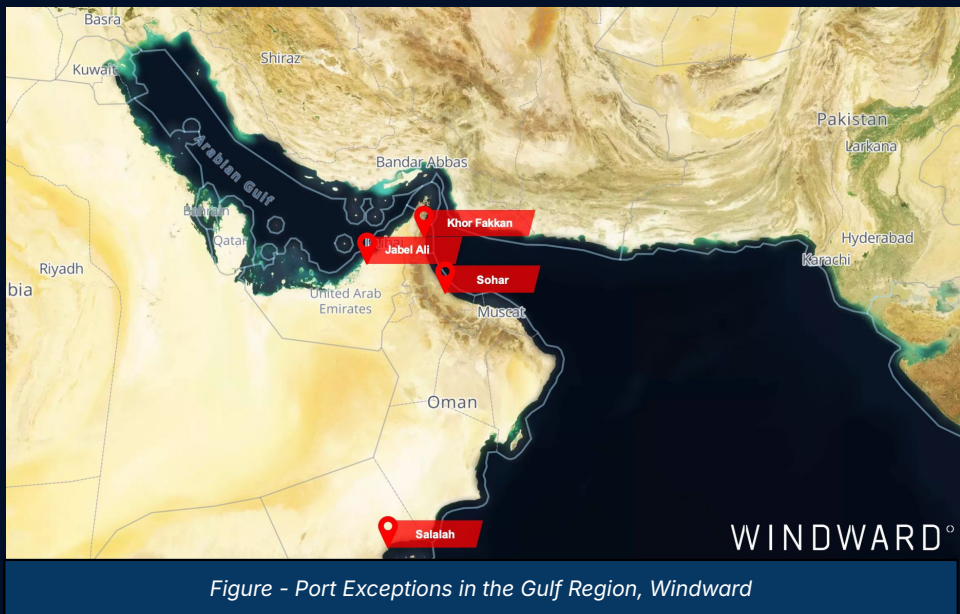 Basra
Kuwait
Shiraz
Pakistan
Larkana
Arabian Gulf
Bandar Abbas
Bahrain
Khor Fakkan
Qatar
Jabel Ali
Hyderabad
Karachi
Riyadh
bia
Sohar
United Arab
Emirates
Muscat
Oman
Salalah
WINDWARD
Figure - Port Exceptions in the Gulf Region, Windward